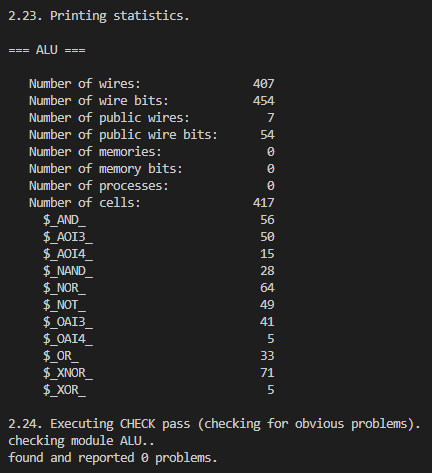 2.23. Printing statistics.
=== ALU ===
Number of wires: 407
Number of wire bits: 454
Number of public wires: 7
Number of public wire bits: 54
Number of memories: 0
Number of memory bits: 0
Number of processes: 0
Number of cells: 417
$_AND_ 56
$_AOI3_ 50
$_AOI4_ 15
$_NAND_ 28
$_NOR_ 64
$_NOT_ 49
$_OAI3_ 41
$_OAI4_ 5
$_OR_ 33
$_XNOR_ 71
$_XOR_ 5
2.24. Executing CHECK pass (checking for obvious problems).
checking module ALU..
found and reported 0 problems.